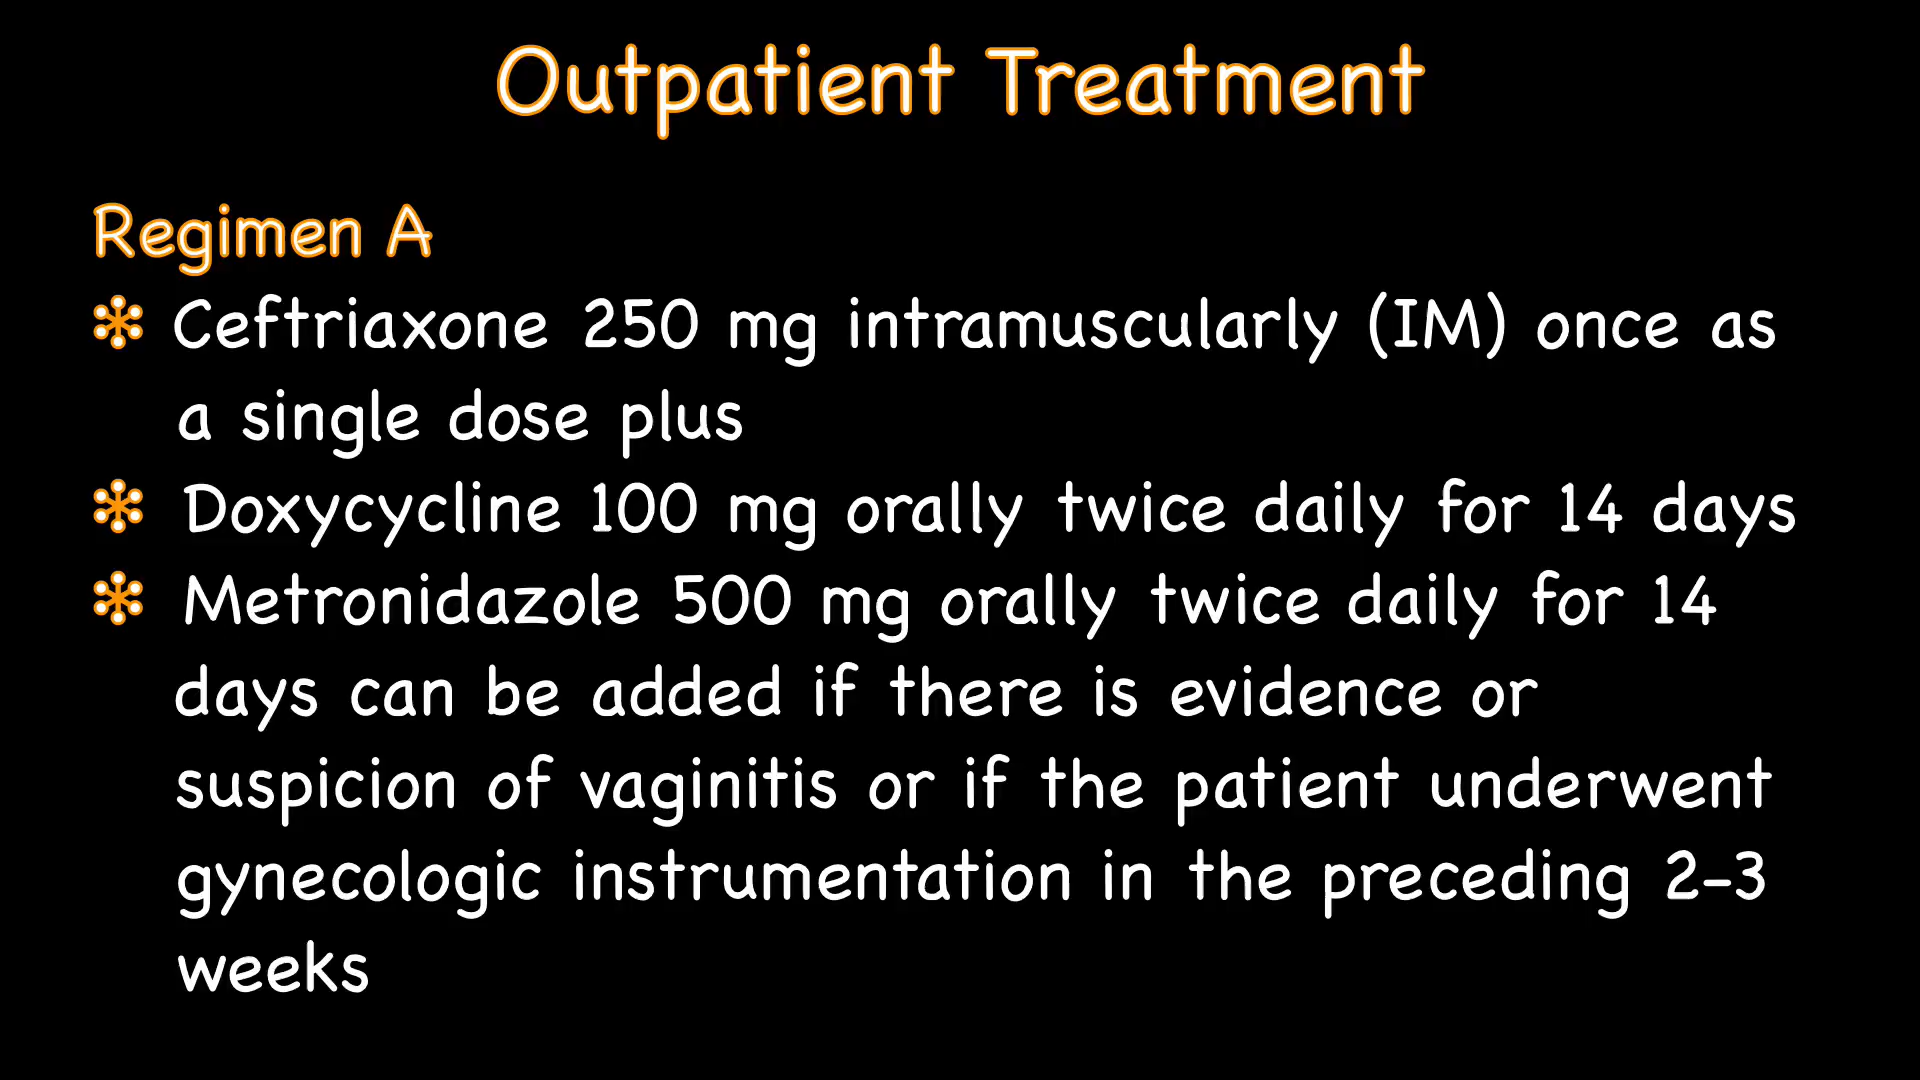 Outpatient Treatment
Regimen A
Ceftriaxone 250 mg intramuscularly (IM) once as
a single dose plus
Doxycycline 100 mg orally twice daily for 14 days
Metronidazole 500 mg orally twice daily for 14
days can be added if there is evidence or
suspicion of vaginitis or if the patient underwent
gynecologic instrumentation in the preceding 2-3
weeks